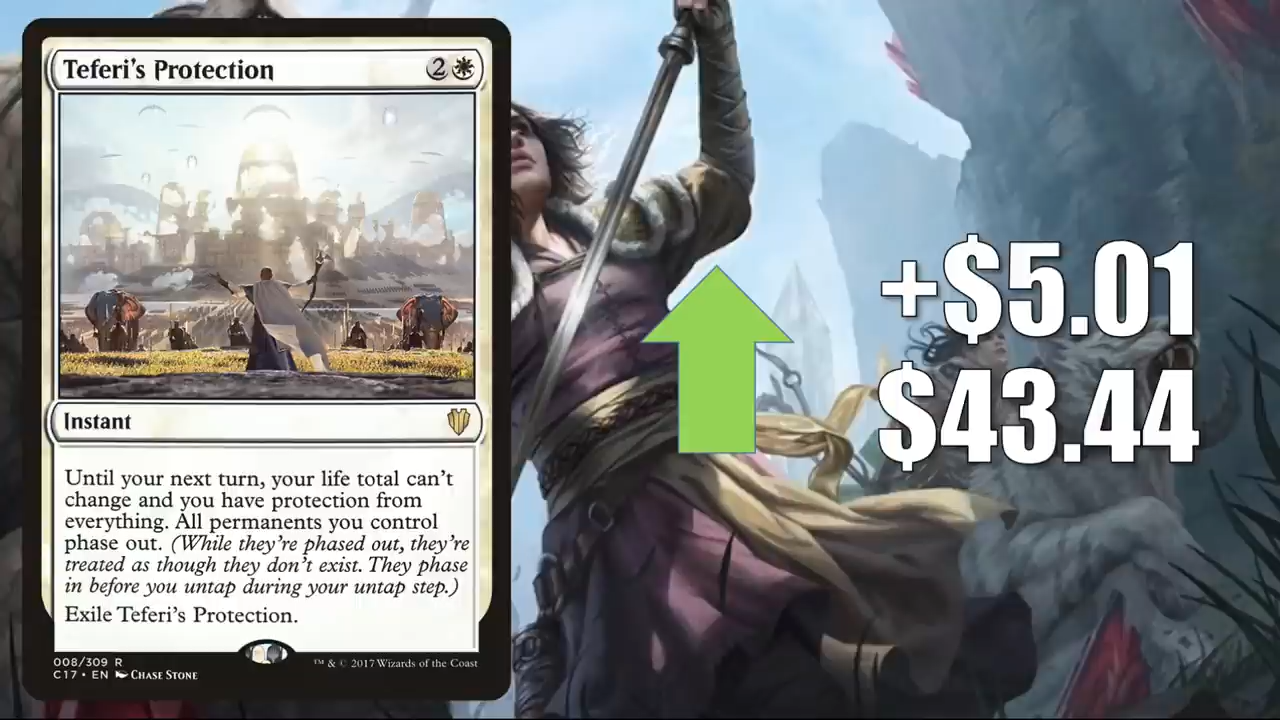 Teferi's Protection 2
Instant
Until your next turn, your life total can't
change and you have protection from
everything. All permanents you control
phase out. (While they're phased out, they're
treated as though they don't exist. They phase
in before you untap during your untap step.)
Exile Teferi's Protection.
008/309 R
C17 • EN CHASE STONE
™ & © 2017 Wizards of the Coast
+$5.01
$43.44